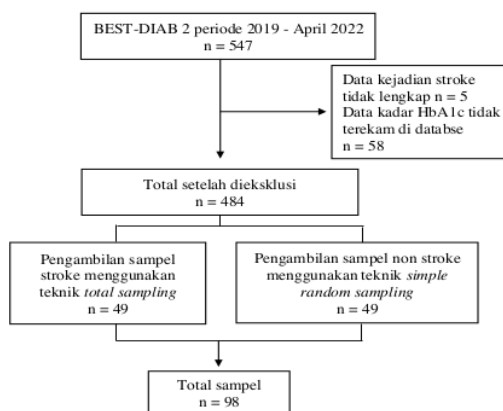 BEST-DIAB 2 periode 2019 - April 2022
n = 547
Data kejadian stroke
tidak lengkap n = 5
Data kadar HbA1c tidak
terekam di databse
n = 58
Total setelah dieksklusi
n = 484
Pengambilan sampel
stroke menggunakan
teknik total sampling
n = 49
Pengambilan sampel non stroke
menggunakan teknik simple
random sampling
n = 49
Total sampel
n = 98